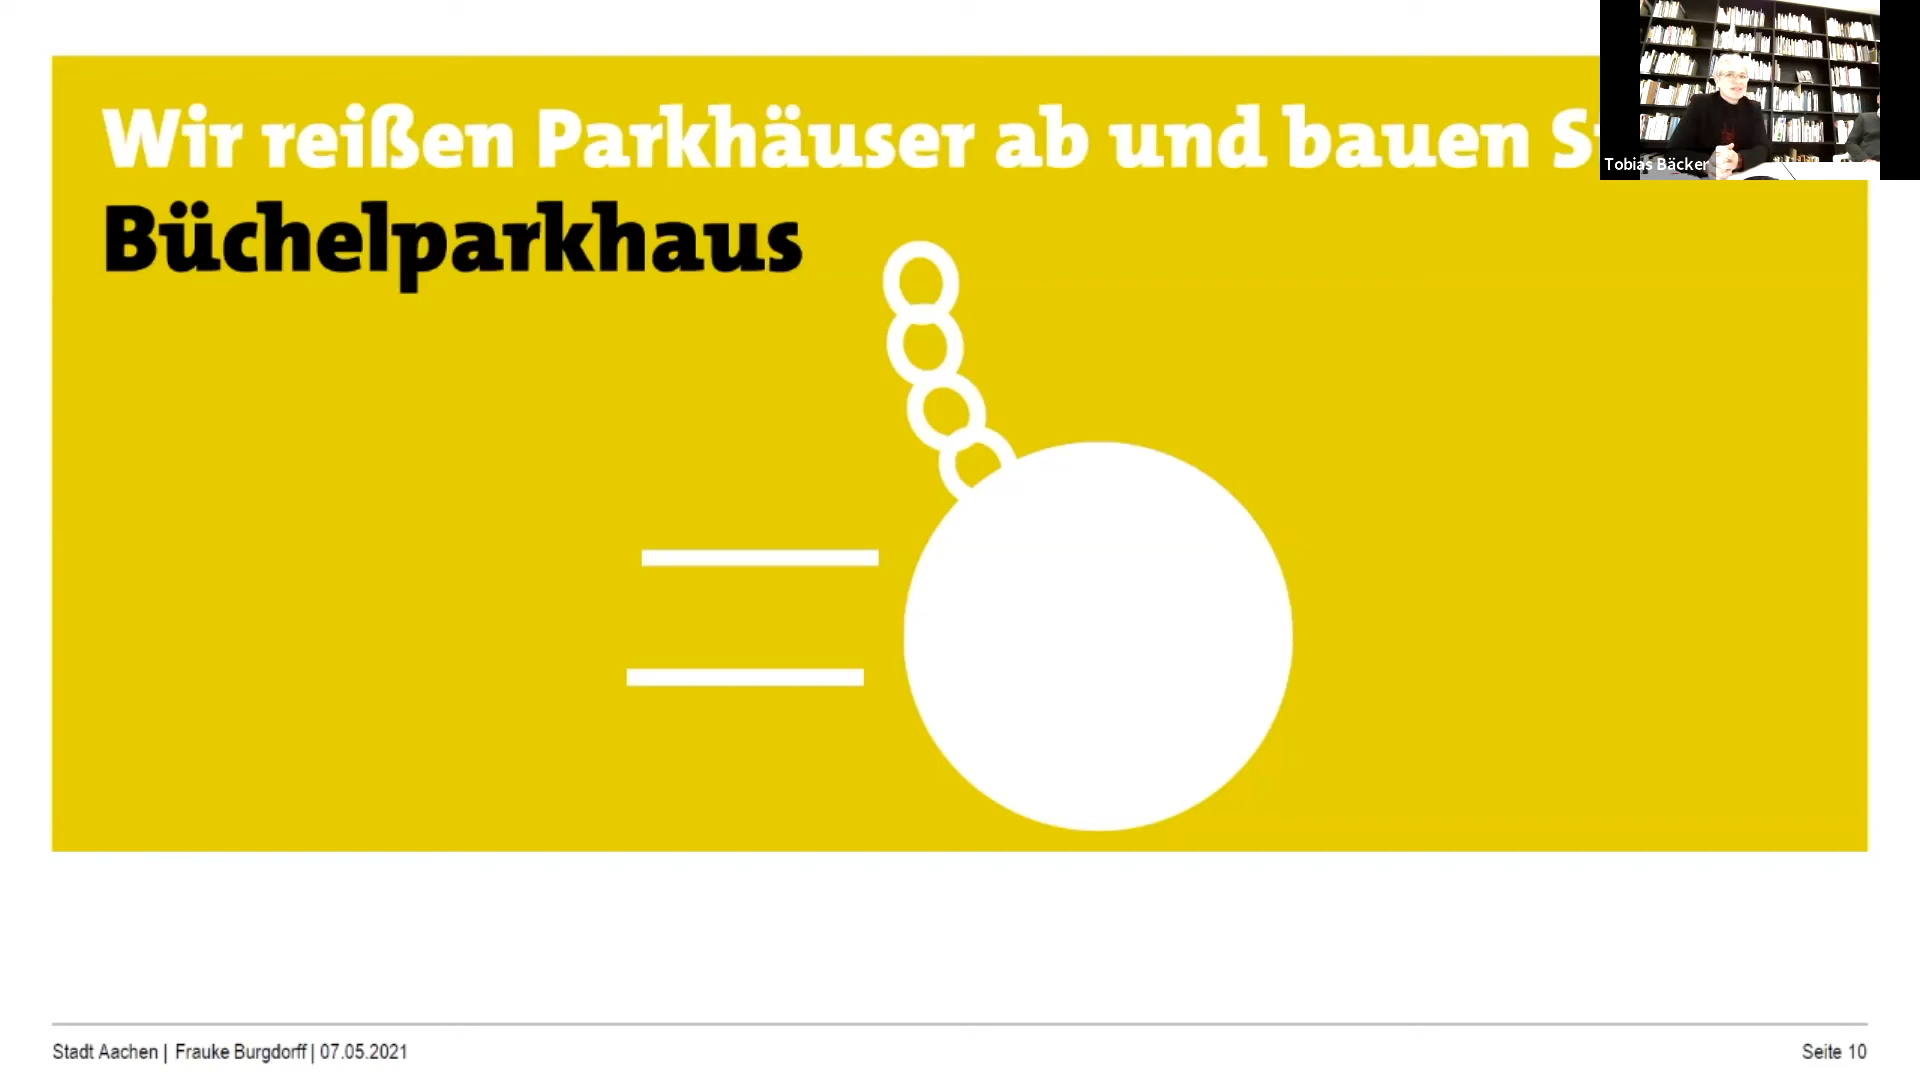 Wir reißen Parkhäuser ab und bauen
Büchelparkhaus
Tobias Bäcker
Stadt Aachen | Frauke Burgdorff | 07.05.2021
Seite 10